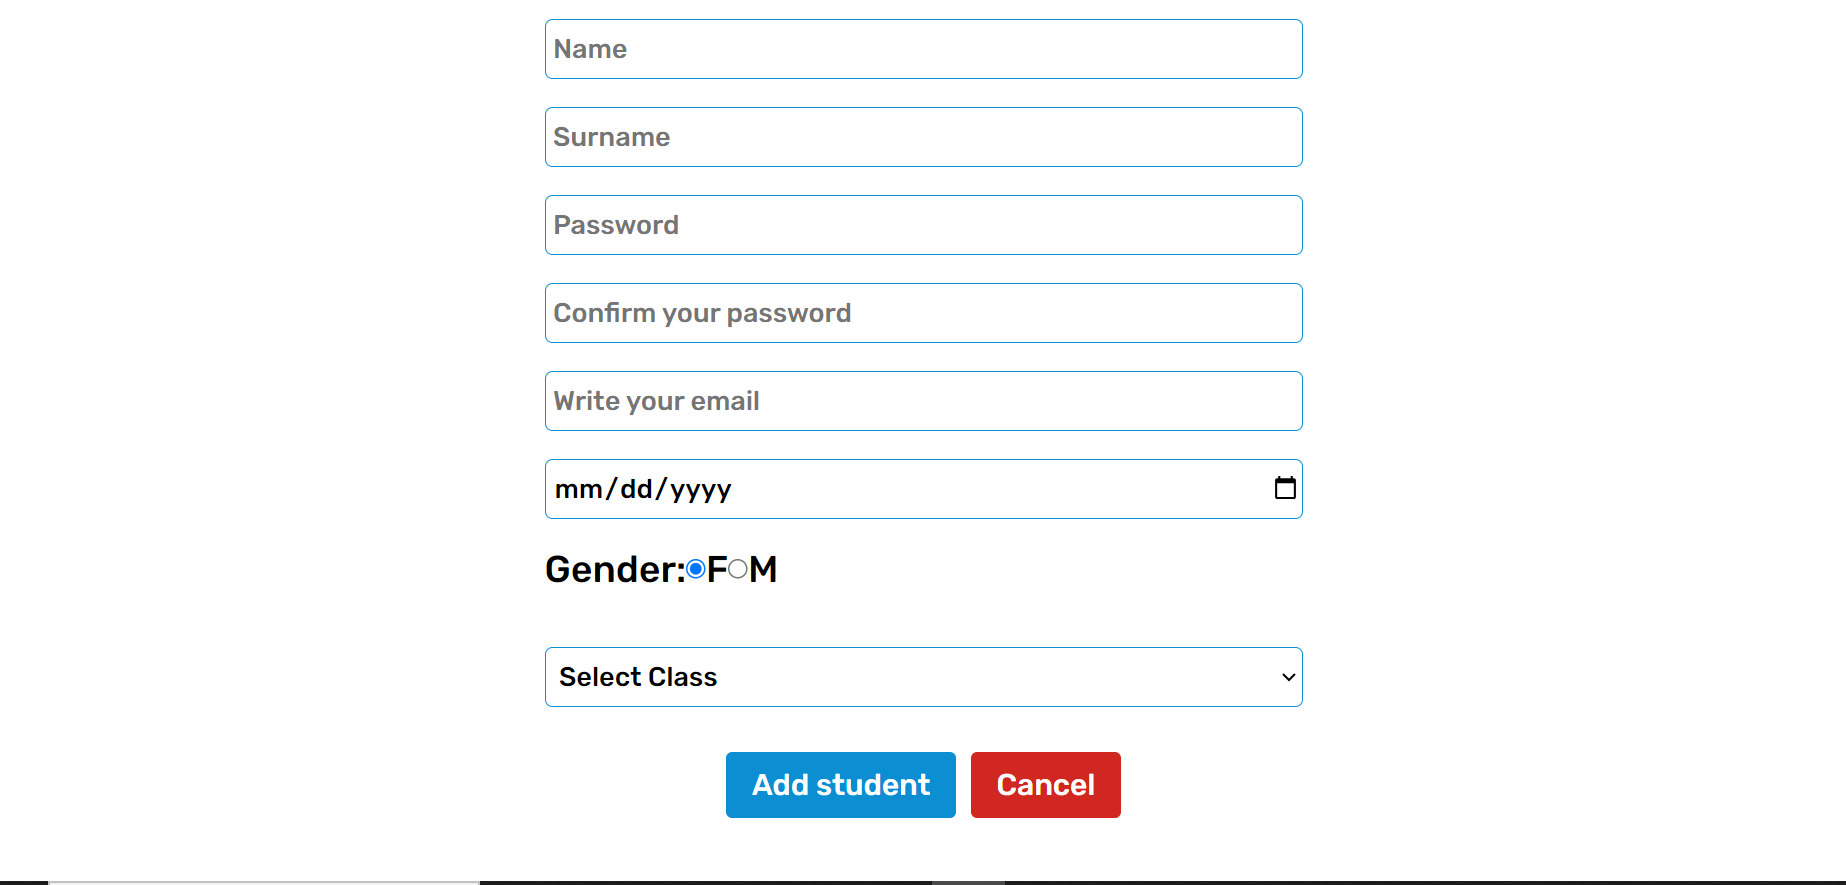 Name
Surname
Password
Confirm your password
Write your email
mm/dd/yyyy
Gender: F M
Select Class
Add student Cancel